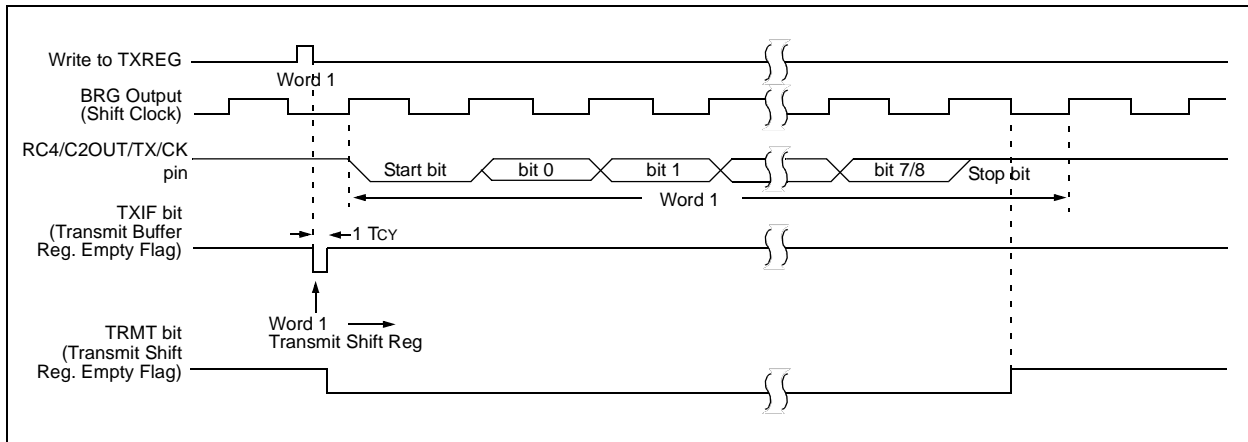 Write to TXREG
Word 1
BRG Output
(Shift Clock)
RC4/C2OUT/TX/CK
pin
Start bit
bit 0
bit 1
bit 7/8
Stop bit
Word 1
TXIF bit
(Transmit Buffer
Reg. Empty Flag)
1 TCY
Word 1
Transmit Shift Reg
TRMT bit
(Transmit Shift
Reg. Empty Flag)